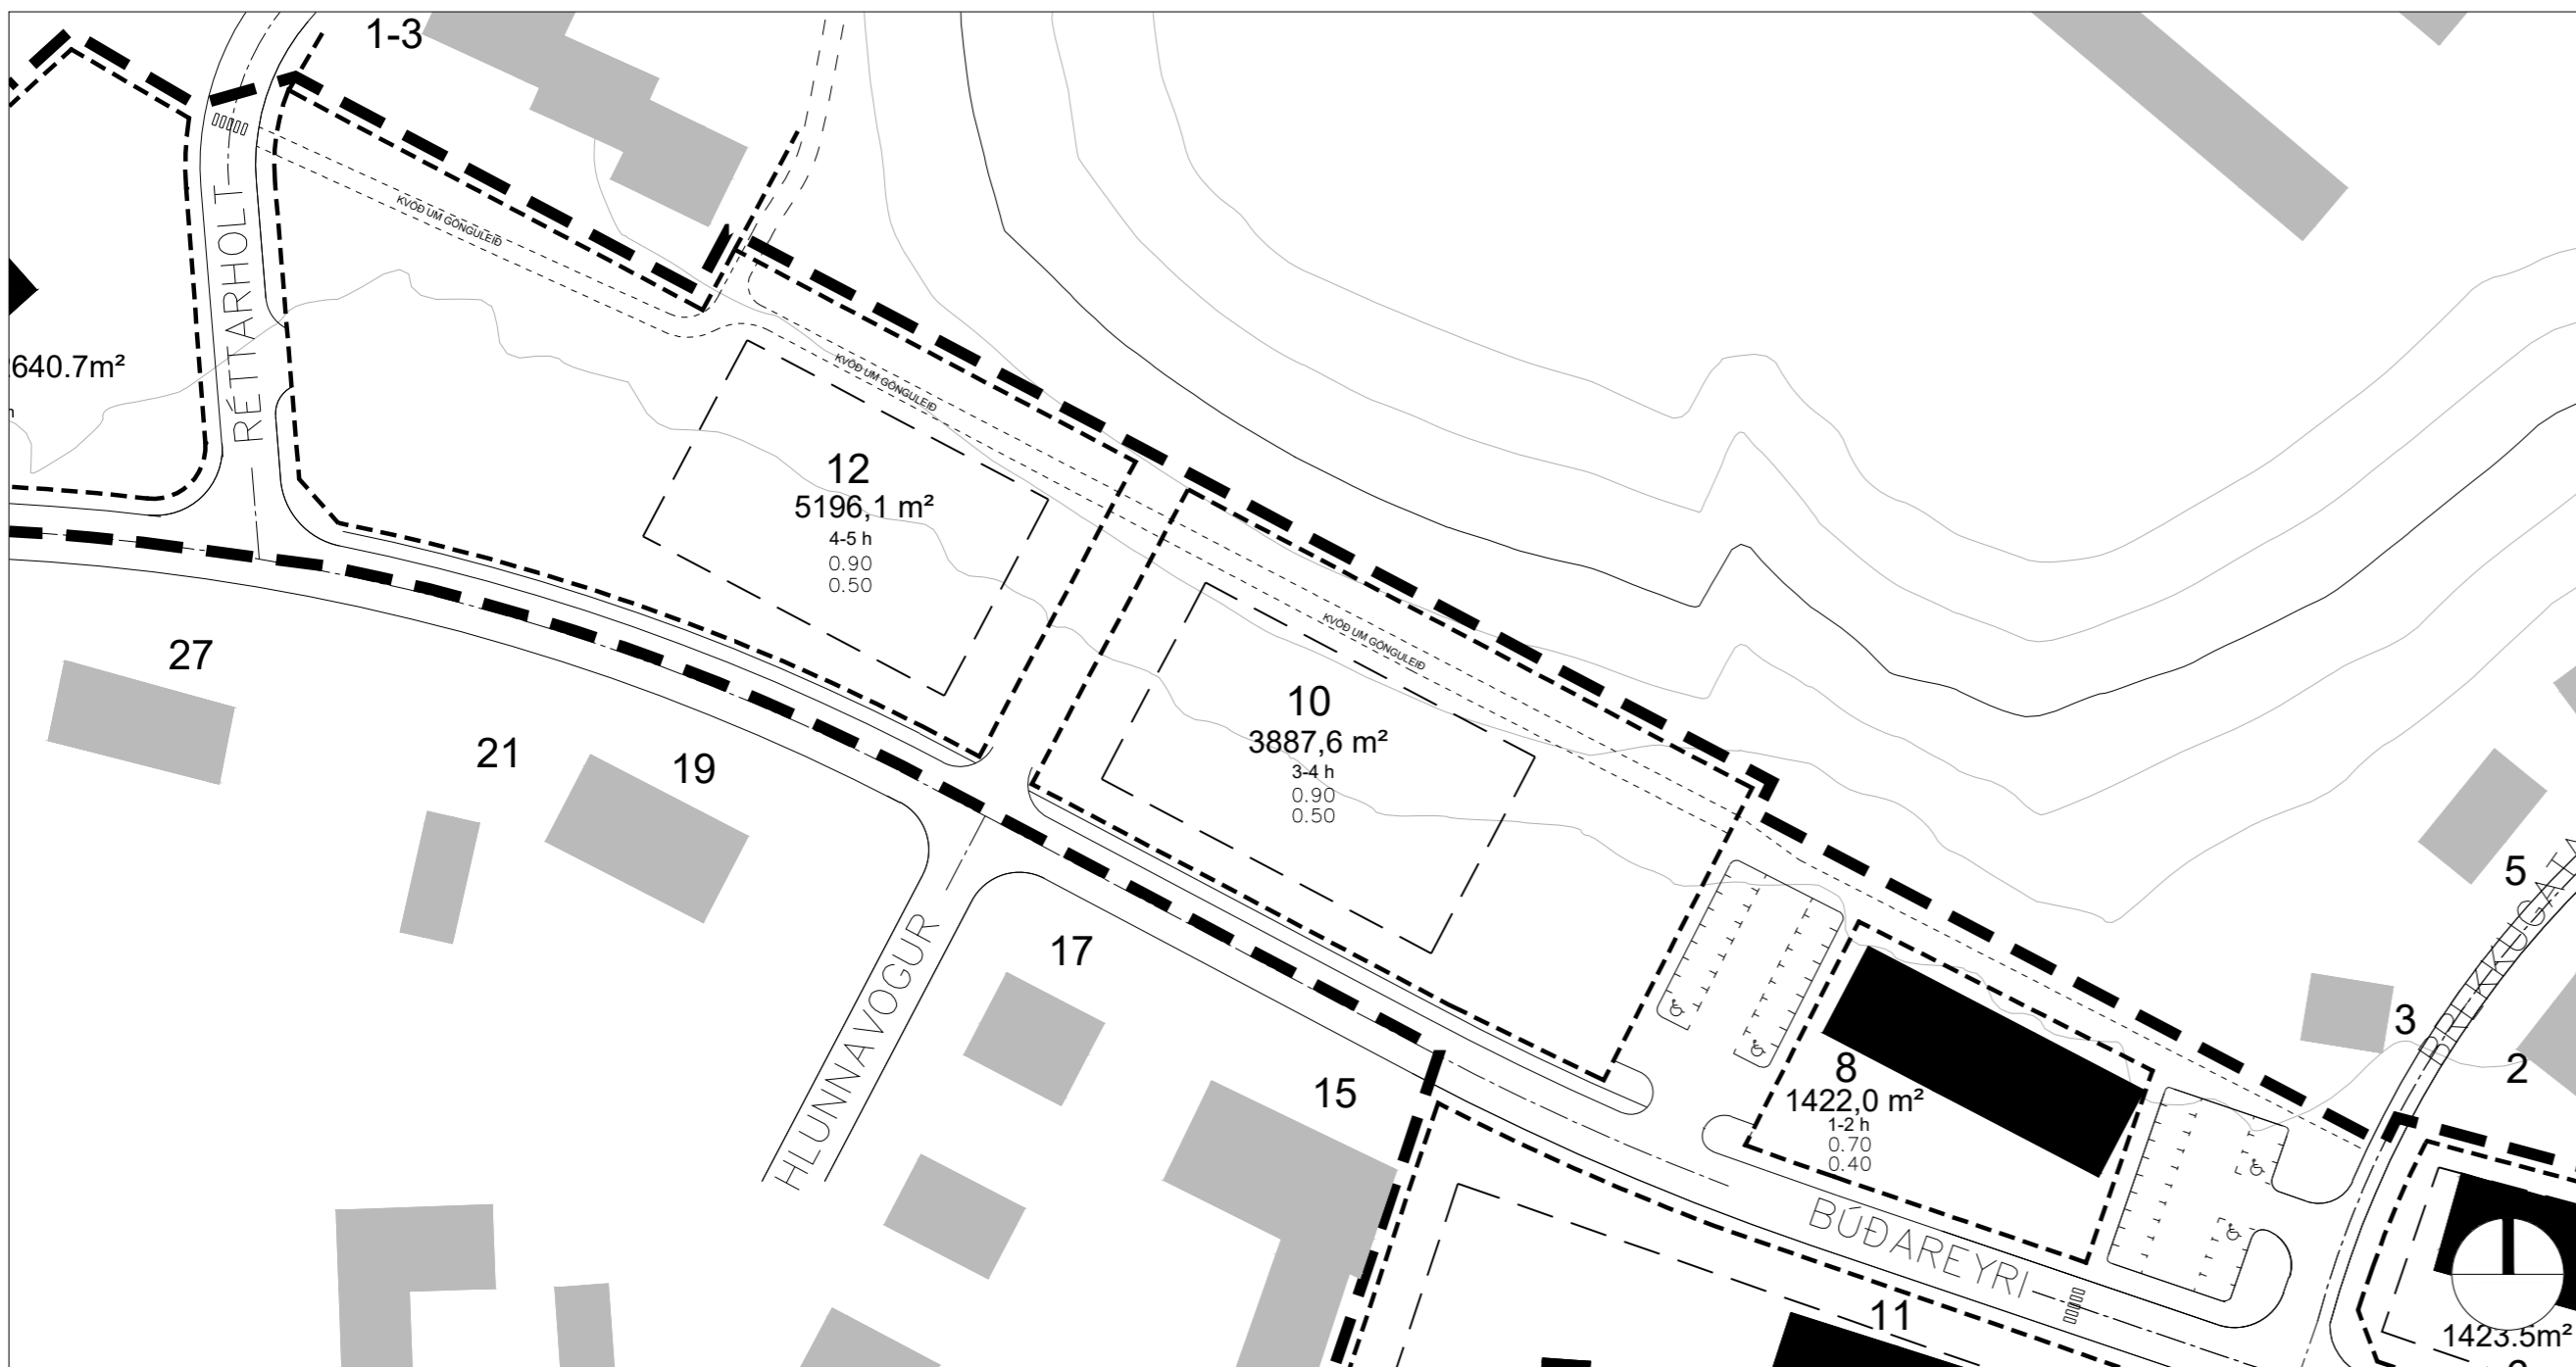 1-3
KVÖÐ UM GÖNGULEIÐ
RÉTTARHOLT
640.7m²
KVÖÐ UM GÖNGULEIÐ
12
5196,1 m²
4-5 h
0.90
0.50
KVÖÐ UM GÖNGULEIÐ
27
21
19
10
3887,6 m²
3-4 h
0.90
0.50
5
BREKKUGATA
3
2
17
HLUNNAVOGUR
15
8
1422,0 m²
1-2 h
0.70
0.40
BÚÐAREYRI
11
1423.5m²